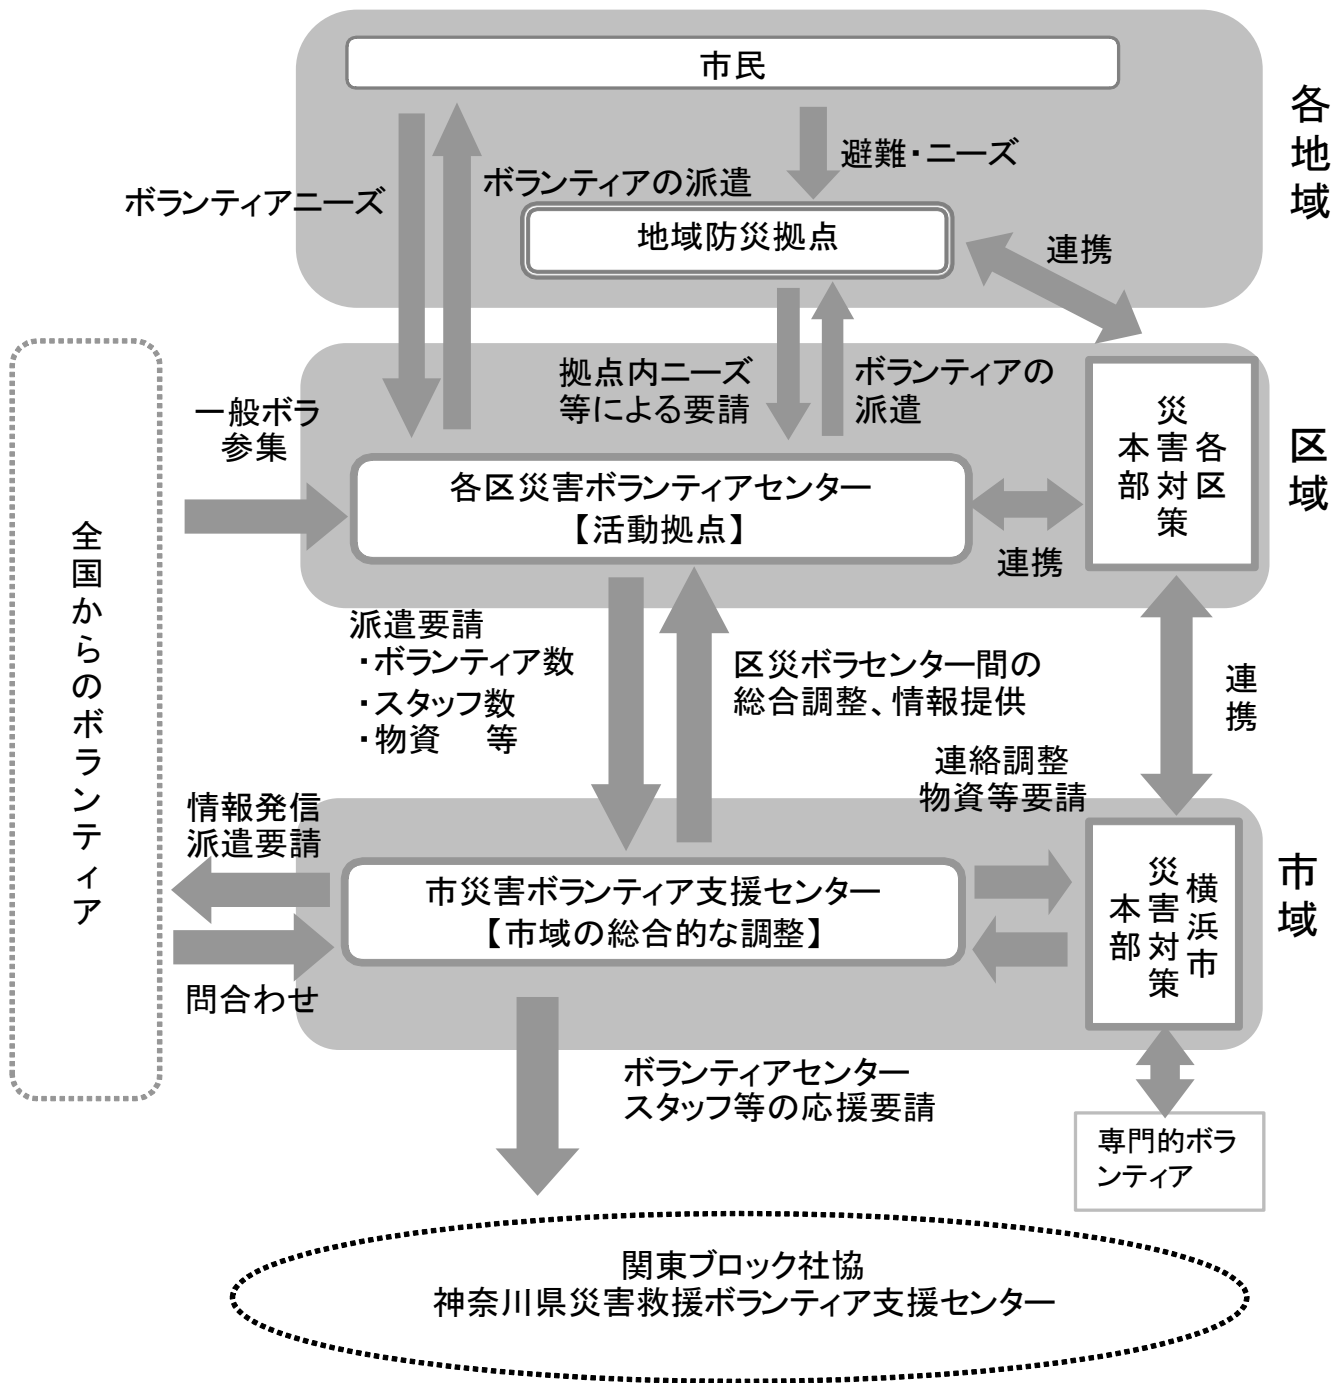 市民
各地域
避難・ニーズ
ボランティアの派遣
ボランティアニーズ
地域防災拠点
連携
拠点内ニーズ
等による要請
ボランティアの
派遣
一般ボラ
参集
各区
災害対策
本部
区域
各区災害ボランティアセンター
【活動拠点】
連携
全国からのボランティア
派遣要請
・ボランティア数
・スタッフ数
・物資　等
区災ボラセンター間の
総合調整、情報提供
連携
連絡調整
物資等要請
情報発信
派遣要請
市災害ボランティア支援センター
【市域の総合的な調整】
横浜市
災害対策
本部
市域
問合わせ
ボランティアセンター
スタッフ等の応援要請
専門的ボラ
ンティア
関東ブロック社協
神奈川県災害救援ボランティア支援センター